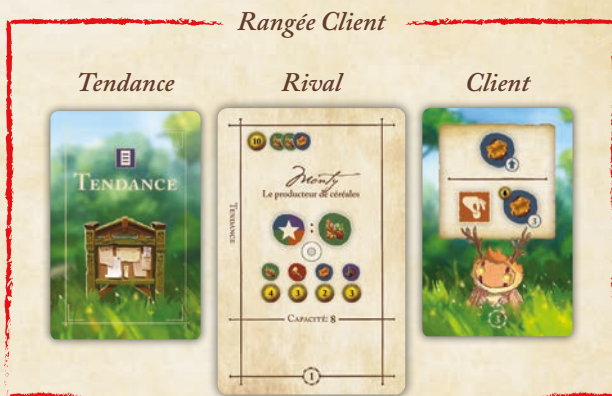 Rangée Client
Tendance
Rival
Client
TENDANCE
10
Monty
Le producteur de céréales
TENDANCE
:
4 3 2 3
CAPACITÉ: 8
1
3